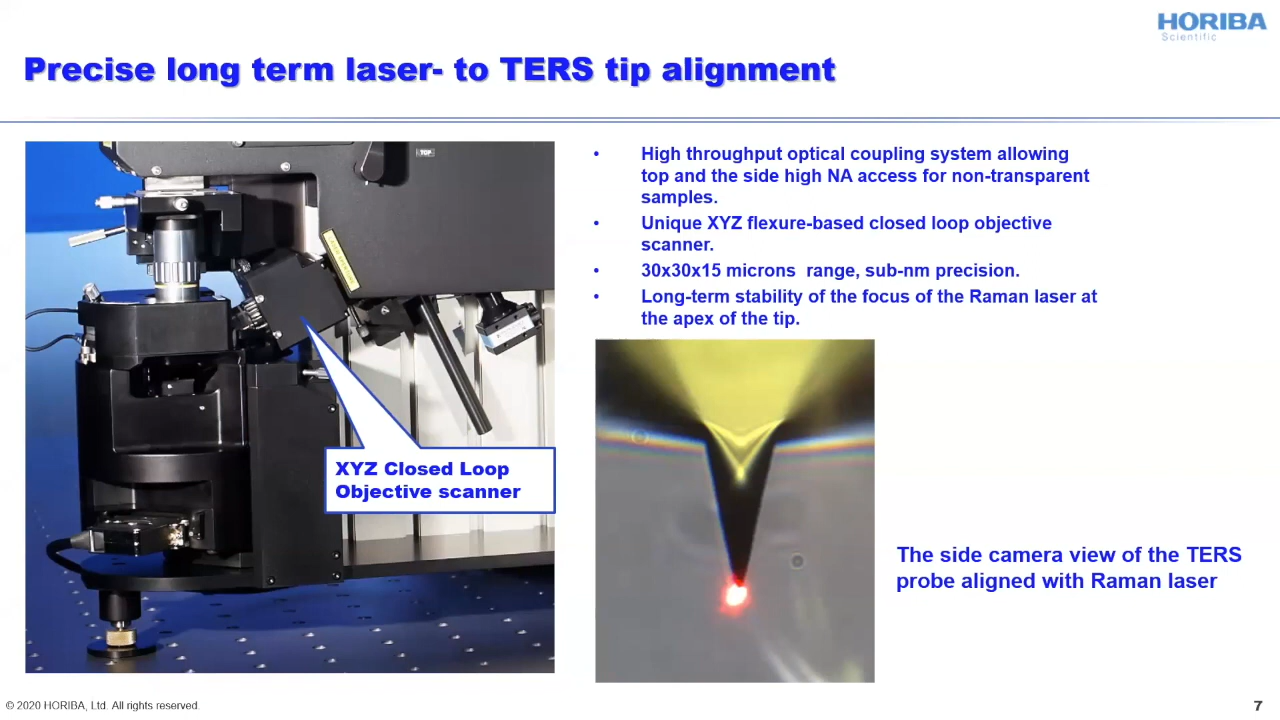 HORIBA
Scientific
Precise long term laser- to TERS tip alignment
TOP
• High throughput optical coupling system allowing
top and the side high NA access for non-transparent
samples.
• Unique XYZ flexure-based closed loop objective
scanner.
• 30x30x15 microns range, sub-nm precision.
• Long-term stability of the focus of the Raman laser at
the apex of the tip.
XYZ Closed Loop
Objective scanner
The side camera view of the TERS
probe aligned with Raman laser
© 2020 HORIBA, Ltd. All rights reserved.
7